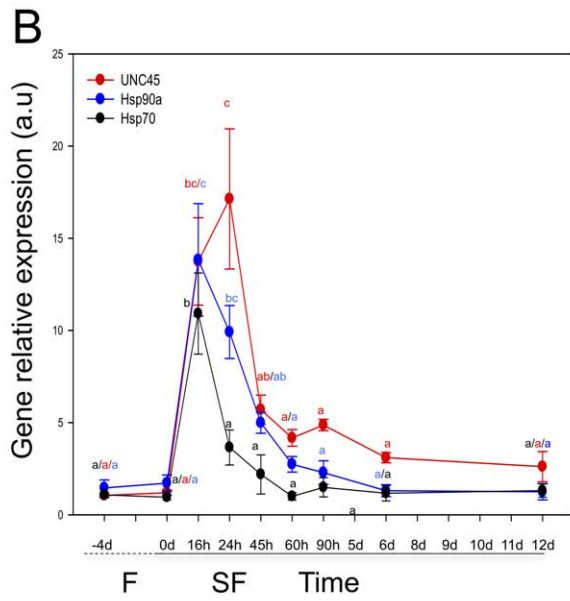 B
Gene relative expression (a.u)
25
20
15
10
5
0
UNC45
Hsp90a
Hsp70
c
bc/c
b
bc
ab/ab
a
a
a/a
a
a
a
a
a/a
a
a/a/a
a/a/a
a/a/a
-4d 0d 16h 24h 45h 60h 90h 5d 6d 8d 9d 10d 11d 12d
F SF Time